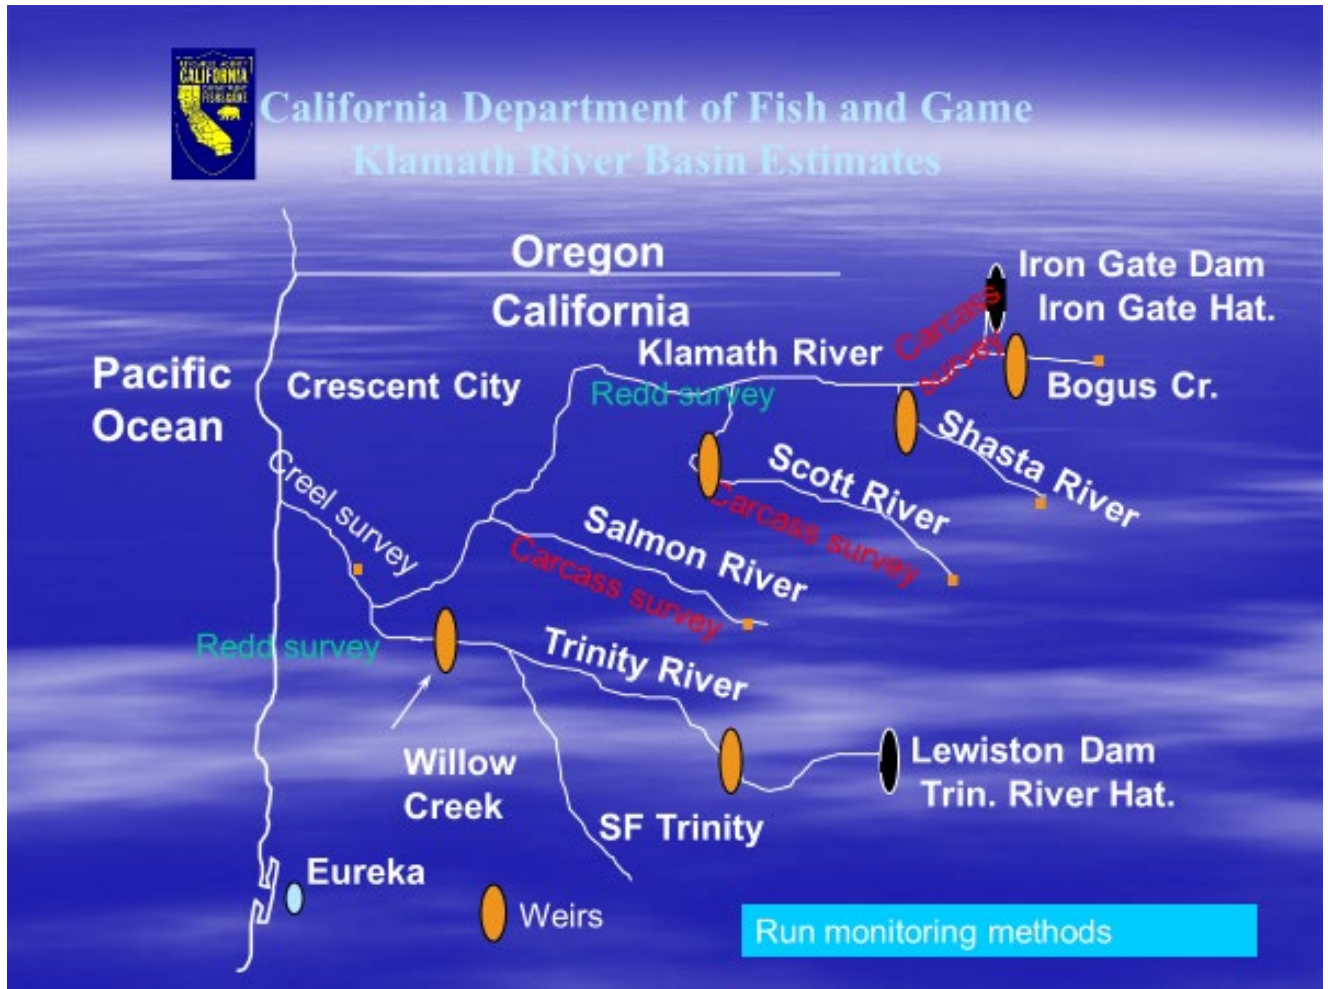 CALIFORNIA
FISH & GAME
California Department of Fish and Game
Klamath River Basin Estimates
Oregon
California
Iron Gate Dam
Iron Gate Hat.
Carcass
survey
Klamath River
Pacific
Ocean
Crescent City
Redd survey
Bogus Cr.
Shasta River
Scott River
Carcass survey
Creel survey
Salmon River
Carcass survey
Redd survey
Trinity River
Willow
Creek
Lewiston Dam
Trin. River Hat.
SF Trinity
Eureka
Weirs
Run monitoring methods